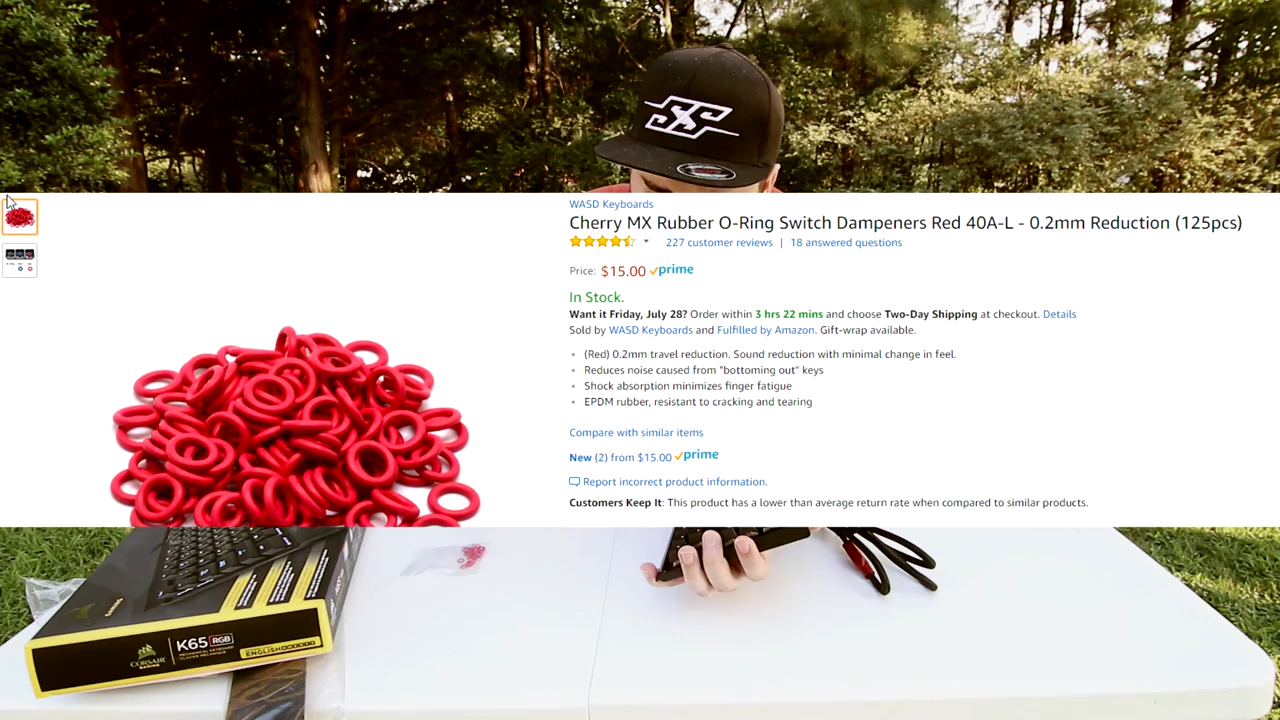 WASD Keyboards
Cherry MX Rubber O-Ring Switch Dampeners Red 40A-L - 0.2mm Reduction (125pcs)
227 customer reviews | 18 answered questions
Price: $15.00 prime
In Stock.
Want it Friday, July 28? Order within 3 hrs 22 mins and choose Two-Day Shipping at checkout. Details
Sold by WASD Keyboards and Fulfilled by Amazon. Gift-wrap available.
(Red) 0.2mm travel reduction. Sound reduction with minimal change in feel.
Reduces noise caused from "bottoming out" keys
Shock absorption minimizes finger fatigue
EPDM rubber, resistant to cracking and tearing
Compare with similar items
New (2) from $15.00 prime
Report incorrect product information.
Customers Keep It: This product has a lower than average return rate when compared to similar products.
GAMING
CORSAIR
GAMING
K65 RGB
MECHANICAL KEYBOARD
ENGLISH